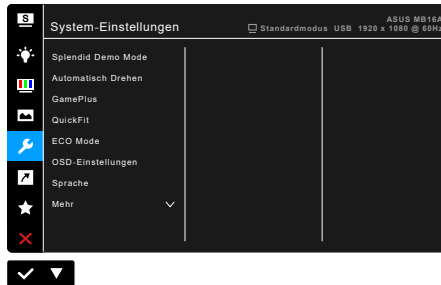 S
System-Einstellungen
ASUS MB16A
Standardmodus USB 1920 x 1080 @ 60Hz
Splendid Demo Mode
Automatisch Drehen
GamePlus
QuickFit
ECO Mode
OSD-Einstellungen
Sprache
Mehr